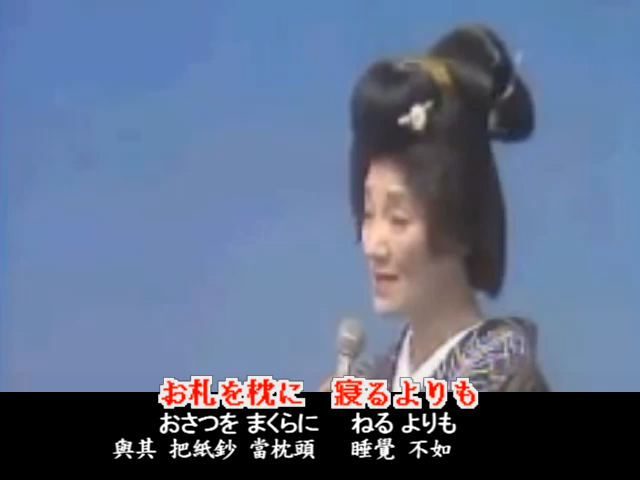 お札を枕に 寝るよりも
おさつを まくらに ねる よりも
與其 把紙鈔 當枕頭 睡覺 不如